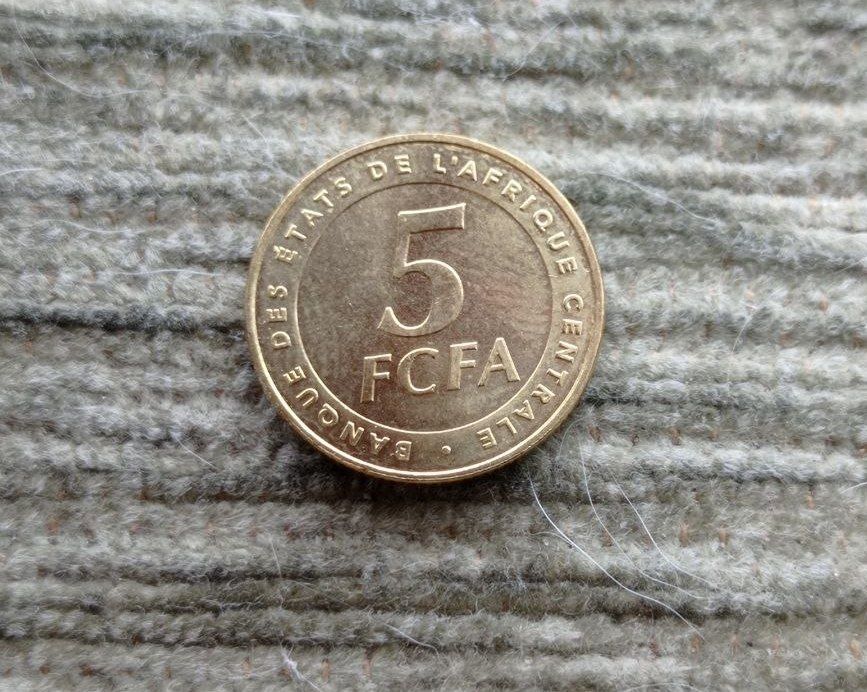 BANQUE DES ÉTATS DE L'AFRIQUE CENTRALE •
5
FCFA